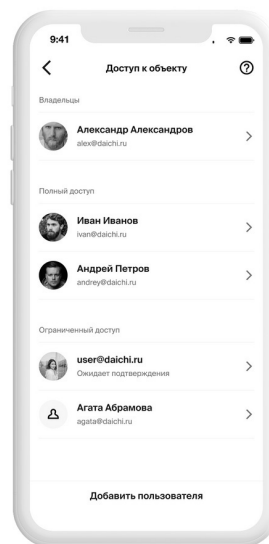 9:41
Доступ к объекту
Владельцы
Александр Александров
alex@daichi.ru
Полный доступ
Иван Иванов
ivan@daichi.ru
Андрей Петров
andrey@daichi.ru
Ограниченный доступ
user@daichi.ru
Ожидает подтверждения
Агата Абрамова
agata@daichi.ru
Добавить пользователя